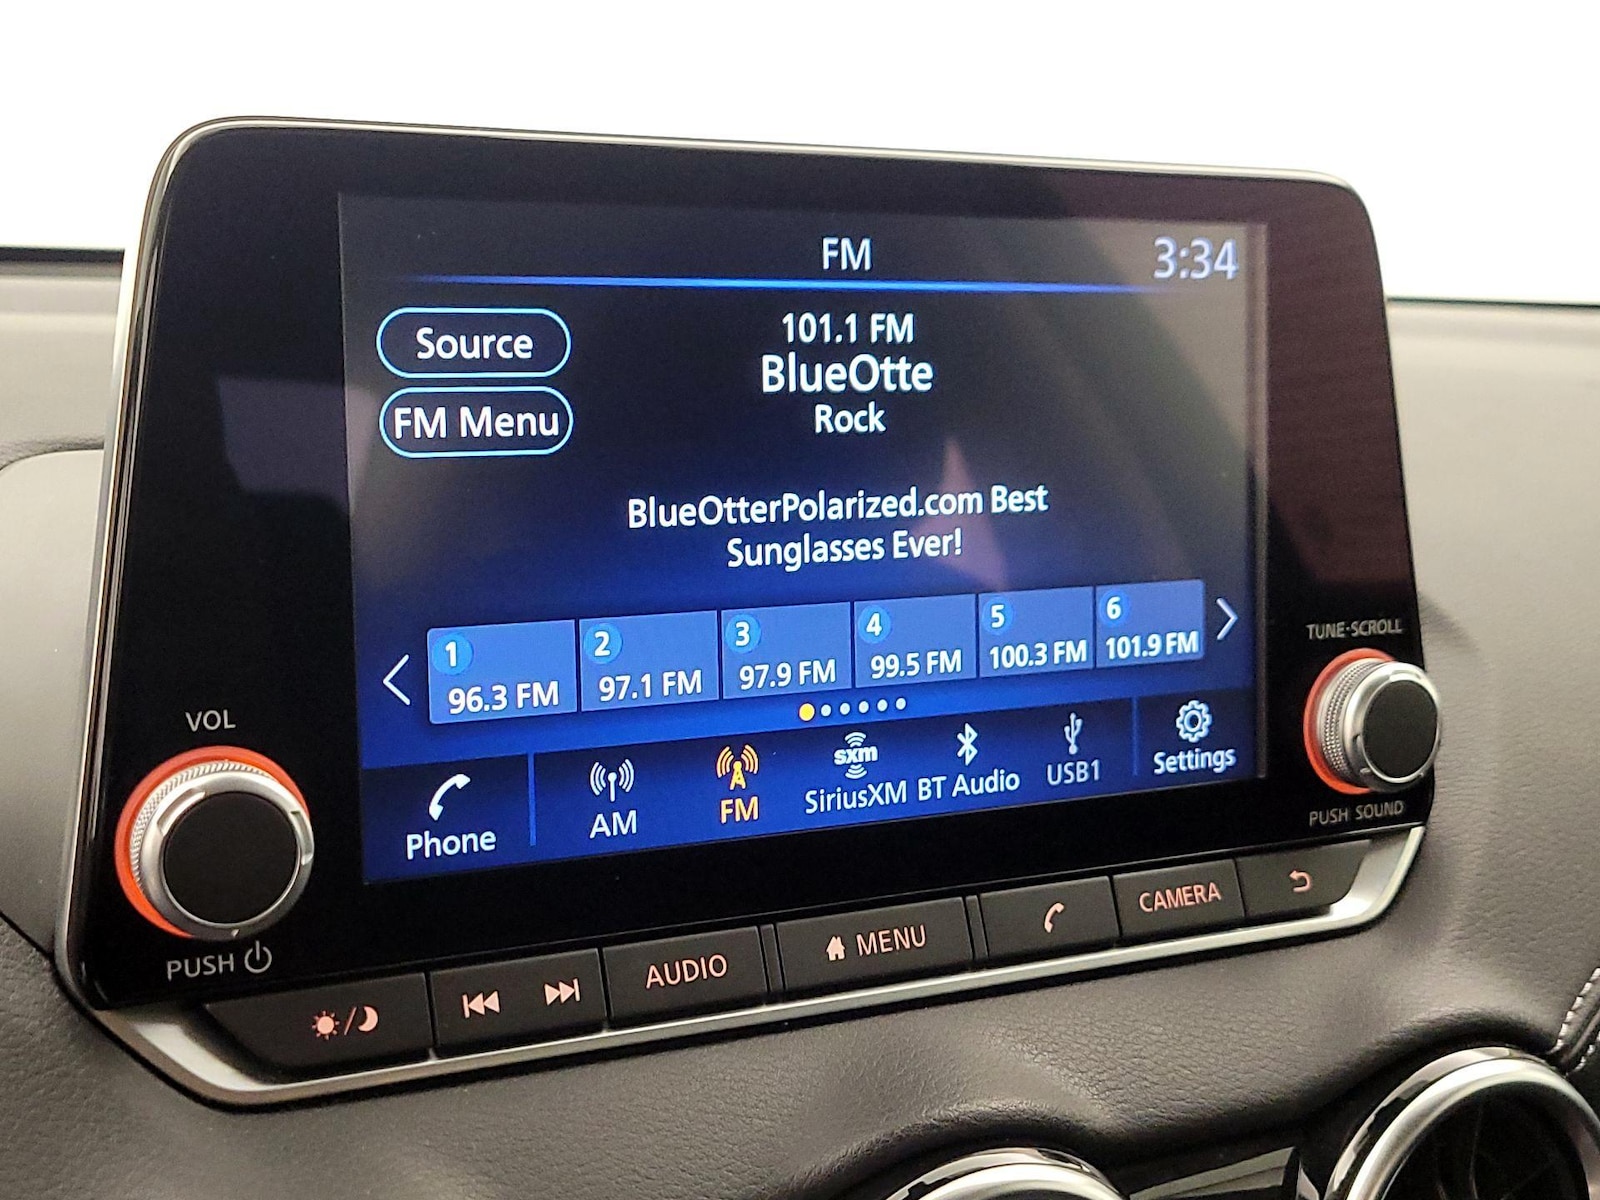 FM 3:34
Source
FM Menu
101.1 FM
BlueOtte
Rock
BlueOtterPolarized.com Best
Sunglasses Ever!
1 2 3 4 5 6
96.3 FM 97.1 FM 97.9 FM 99.5 FM 100.3 FM 101.9 FM
sxm
Phone AM FM SiriusXM BT Audio USB1 Settings
VOL
PUSH
TUNE·SCROLL
PUSH SOUND
AUDIO MENU CAMERA